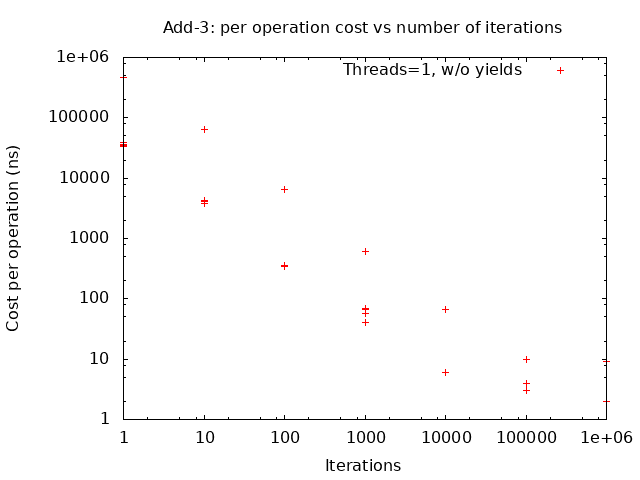 Add-3: per operation cost vs number of iterations
Threads=1, w/o yields
Cost per operation (ns)
1e+06
100000
10000
1000
100
10
1
1 10 100 1000 10000 100000 1e+06
Iterations